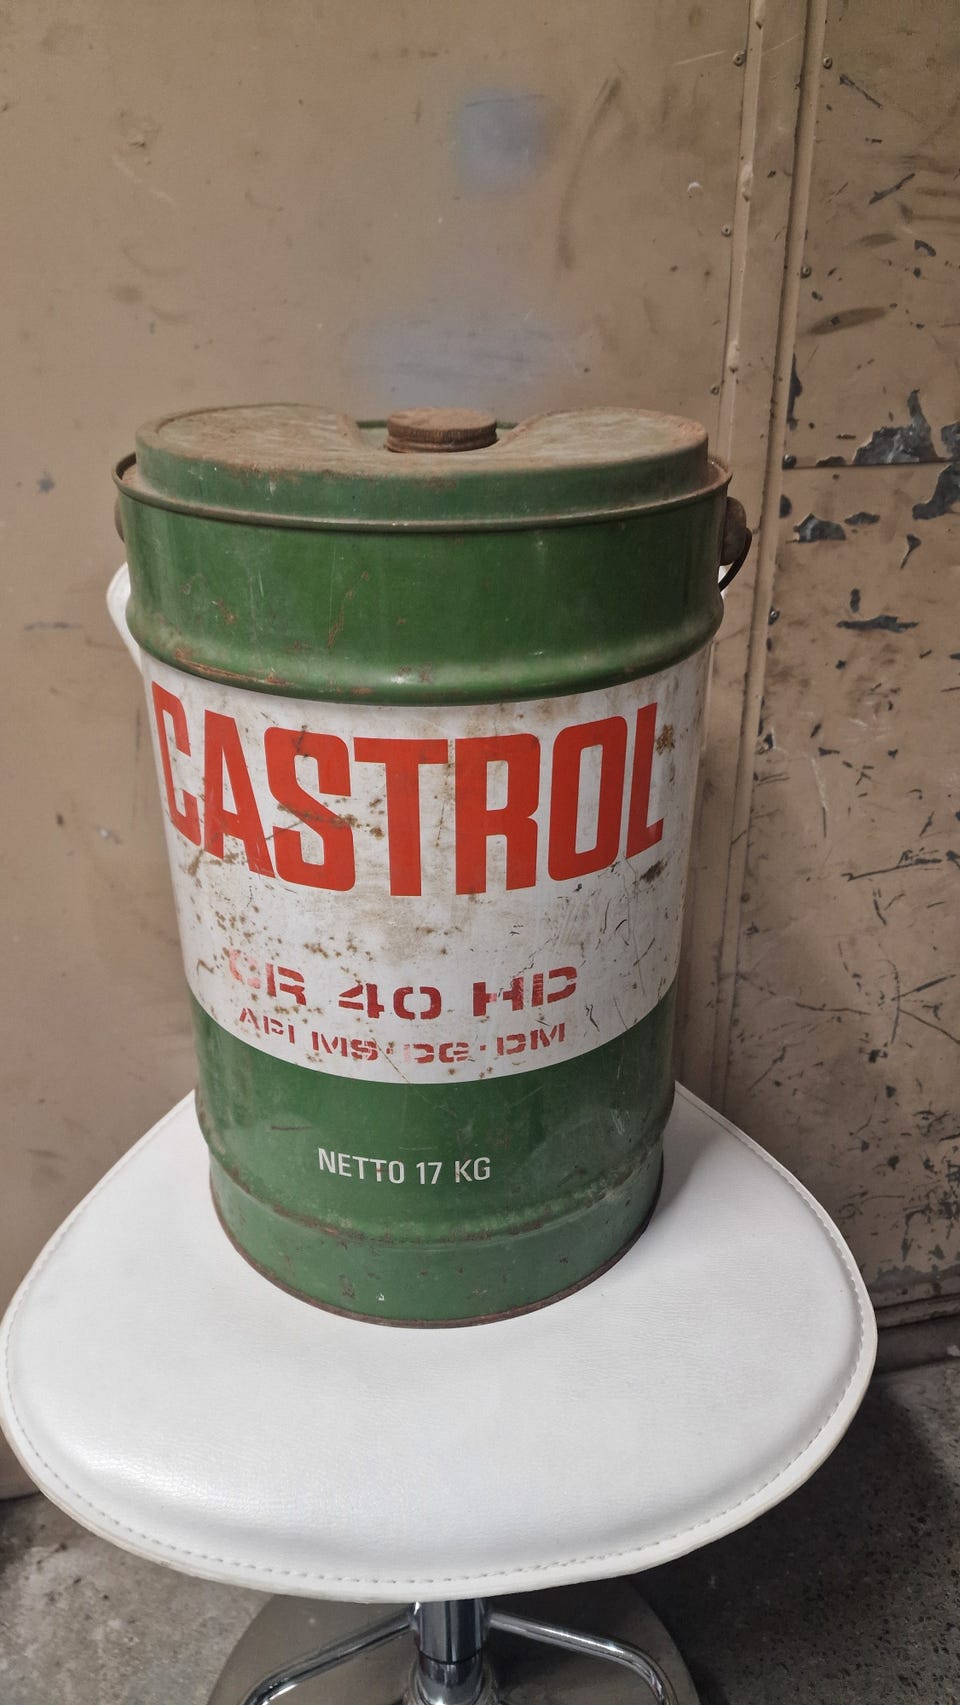 CASTROL
CR 40 HD
API MS·DG·DM
NETTO 17 KG